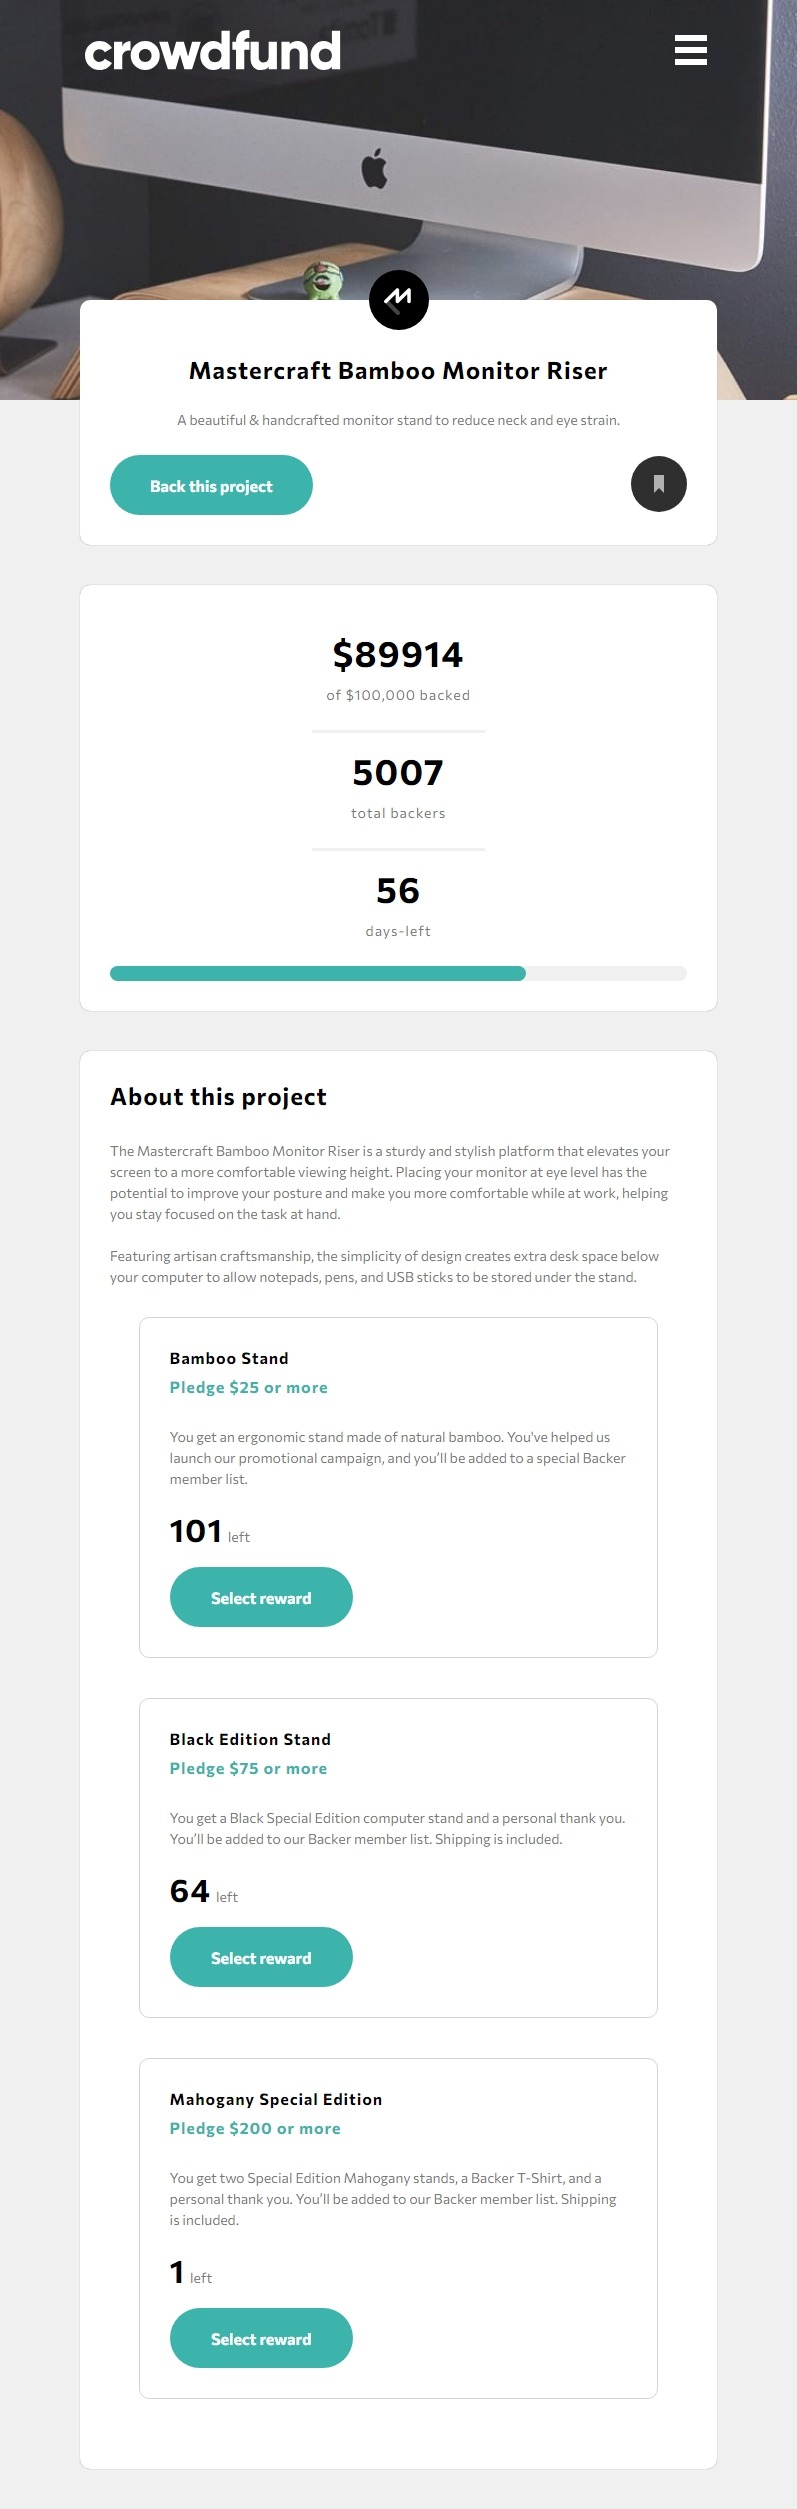 crowdfund
Mastercraft Bamboo Monitor Riser
A beautiful & handcrafted monitor stand to reduce neck and eye strain.
Back this project
$89914
of $100,000 backed
5007
total backers
56
days-left
About this project
The Mastercraft Bamboo Monitor Riser is a sturdy and stylish platform that elevates your
screen to a more comfortable viewing height. Placing your monitor at eye level has the
potential to improve your posture and make you more comfortable while at work, helping
you stay focused on the task at hand.
Featuring artisan craftsmanship, the simplicity of design creates extra desk space below
your computer to allow notepads, pens, and USB sticks to be stored under the stand.
Bamboo Stand
Pledge $25 or more
You get an ergonomic stand made of natural bamboo. You've helped us
launch our promotional campaign, and you’ll be added to a special Backer
member list.
101 left
Select reward
Black Edition Stand
Pledge $75 or more
You get a Black Special Edition computer stand and a personal thank you.
You’ll be added to our Backer member list. Shipping is included.
64 left
Select reward
Mahogany Special Edition
Pledge $200 or more
You get two Special Edition Mahogany stands, a Backer T-Shirt, and a
personal thank you. You’ll be added to our Backer member list. Shipping
is included.
1 left
Select reward